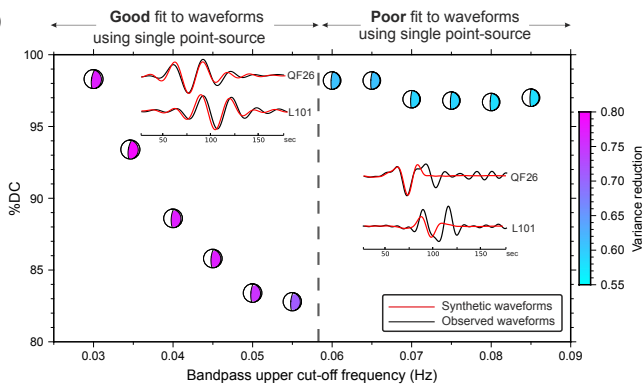 )
Good fit to waveforms
using single point-source
Poor fit to waveforms
using single point-source
100
95
90
85
80
%DC
QF26
L101
50 100 150 sec
QF26
L101
50 100 150 sec
Synthetic waveforms
Observed waveforms
0.03 0.04 0.05 0.06 0.07 0.08 0.09
Bandpass upper cut-off frequency (Hz)
0.80
0.75
0.70
0.65
0.60
0.55
Variance reduction